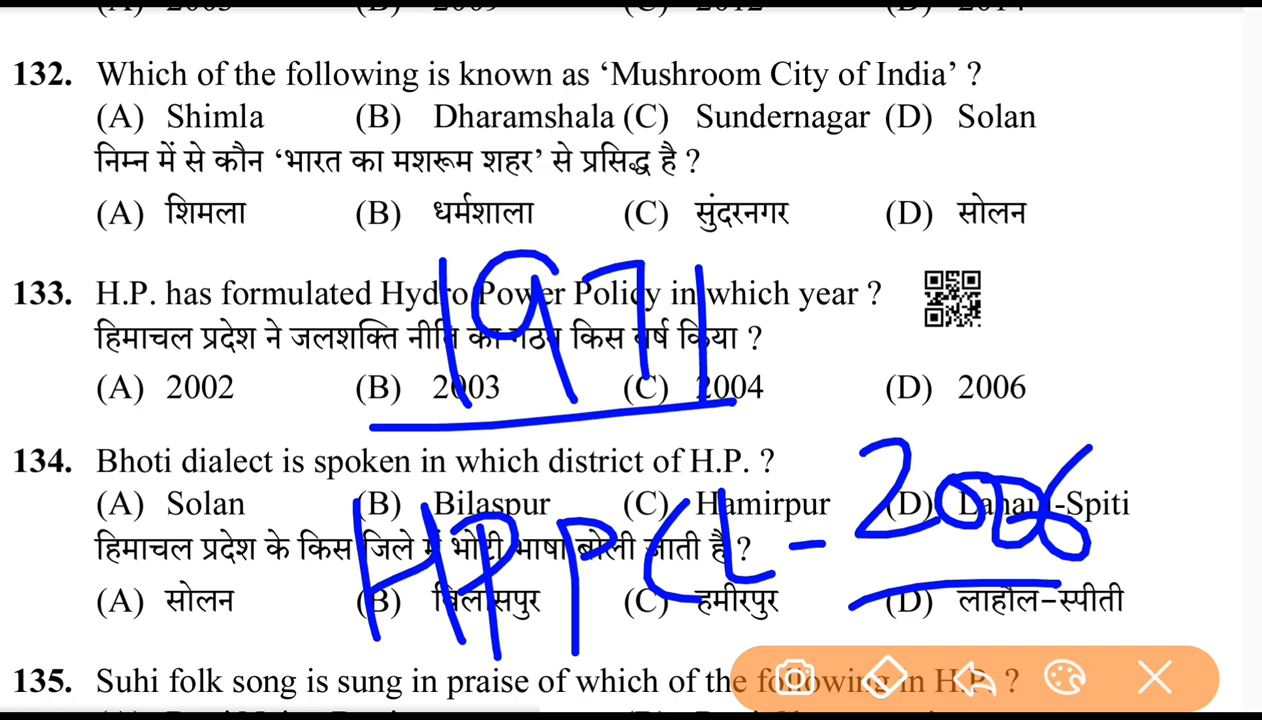 132. Which of the following is known as ‘Mushroom City of India’ ?
(A) Shimla (B) Dharamshala (C) Sundernagar (D) Solan
निम्न में से कौन ‘भारत का मशरूम शहर’ से प्रसिद्ध है ?
(A) शिमला (B) धर्मशाला (C) सुंदरनगर (D) सोलन
1971
133. H.P. has formulated Hydro Power Policy in which year ?
हिमाचल प्रदेश ने जलशक्ति नीति का गठन किस वर्ष किया ?
(A) 2002 (B) 2003 (C) 2004 (D) 2006
134. Bhoti dialect is spoken in which district of H.P. ?
(A) Solan (B) Bilaspur (C) Hamirpur (D) Lahaul-Spiti
HPPCL - 2006
हिमाचल प्रदेश के किस जिले में भोटी भाषा बोली जाती है ?
(A) सोलन (B) बिलासपुर (C) हमीरपुर (D) लाहौल-स्पीती
135. Suhi folk song is sung in praise of which of the following in H.P. ?